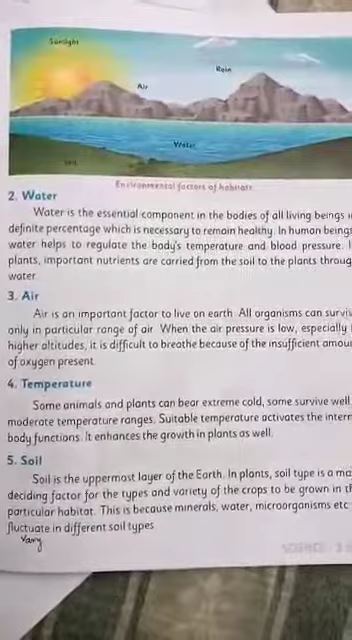 Sunlight
Rain
Air
Water
Soil
Environmental factors of habitats
2. Water
Water is the essential component in the bodies of all living beings in
definite percentage which is necessary to remain healthy. In human beings
water helps to regulate the body's temperature and blood pressure. I
plants, important nutrients are carried from the soil to the plants throug
water.
3. Air
Air is an important factor to live on earth. All organisms can surviv
only in particular range of air. When the air pressure is low, especially
higher altitudes, it is difficult to breathe because of the insufficient amou
of oxygen present.
4. Temperature
Some animals and plants can bear extreme cold, some survive well
moderate temperature ranges. Suitable temperature activates the intern
body functions. It enhances the growth in plants as well.
5. Soil
Soil is the uppermost layer of the Earth. In plants, soil type is a ma
deciding factor for the types and variety of the crops to be grown in th
particular habitat. This is because minerals, water, microorganisms etc
fluctuate in different soil types.
Vary
SCIENCE